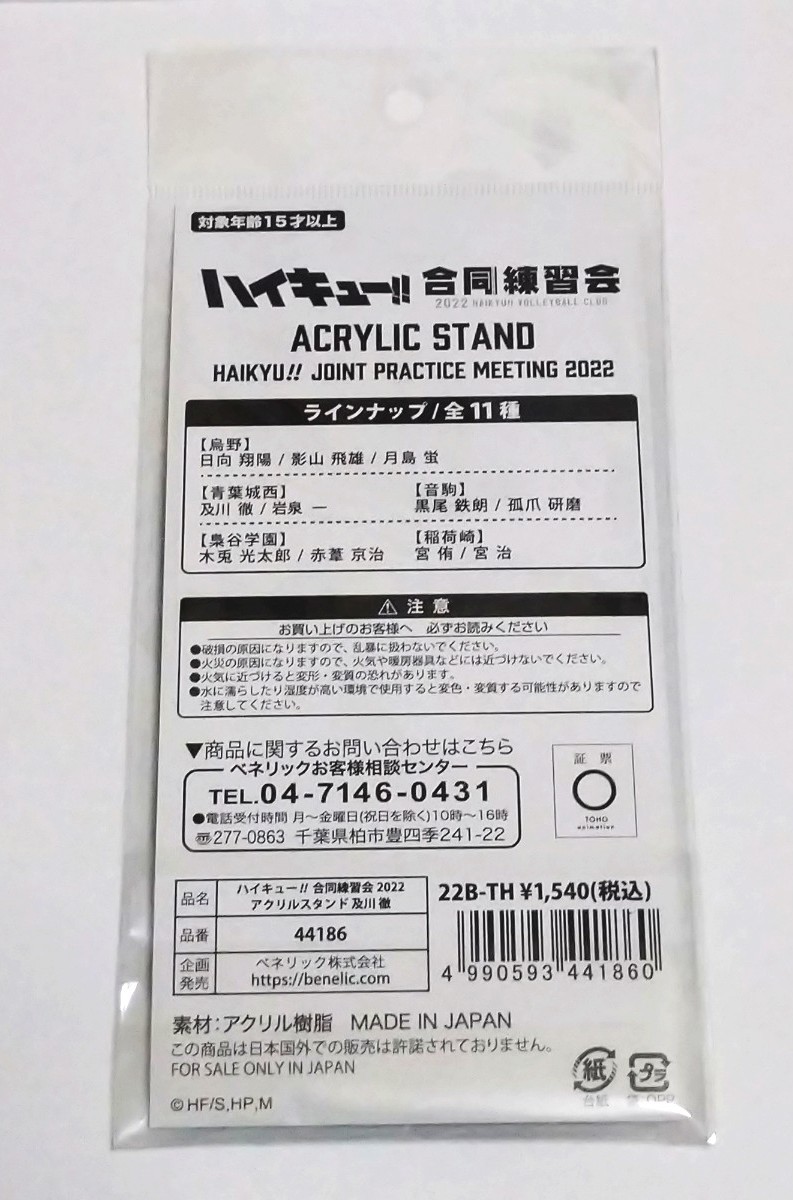 対象年齢15才以上
ハイキュー!! 合同練習会
2022 HAIKYU!! VOLLEYBALL CLUB
ACRYLIC STAND
HAIKYU!! JOINT PRACTICE MEETING 2022
ラインナップ/全11種
【烏野】
日向 翔陽 / 影山 飛雄 / 月島 蛍
【青葉城西】
及川 徹 / 岩泉 一
【音駒】
黒尾 鉄朗 / 孤爪 研磨
【梟谷学園】
木兎 光太郎 / 赤葦 京治
【稲荷崎】
宮 侑 / 宮 治
⚠ 注意
お買い上げのお客様へ 必ずお読みください
●破損の原因になりますので、乱暴に扱わないでください。
●火災の原因になりますので、火気や暖房器具などには近づけないでください。
●火気に近づけると変形・変質の恐れがあります。
●水に濡らしたり湿度が高い環境で使用すると変色・変質する可能性がありますので
注意してください。
▼商品に関するお問い合わせはこちら
ベネリックお客様相談センター
TEL.04-7146-0431
●電話受付時間 月〜金曜日(祝日を除く)10時〜16時
〠277-0863 千葉県柏市豊四季241-22
証票
TOHO
animation
品名
ハイキュー!! 合同練習会 2022
アクリルスタンド 及川 徹
品番
44186
企画
発売
ベネリック株式会社
https://benelic.com
22B-TH ¥1,540(税込)
4 990593 441860
素材:アクリル樹脂 MADE IN JAPAN
この商品は日本国外での販売は許諾されておりません。
FOR SALE ONLY IN JAPAN
©HF/S,HP,M
紙
台紙
プラ
袋:OPP